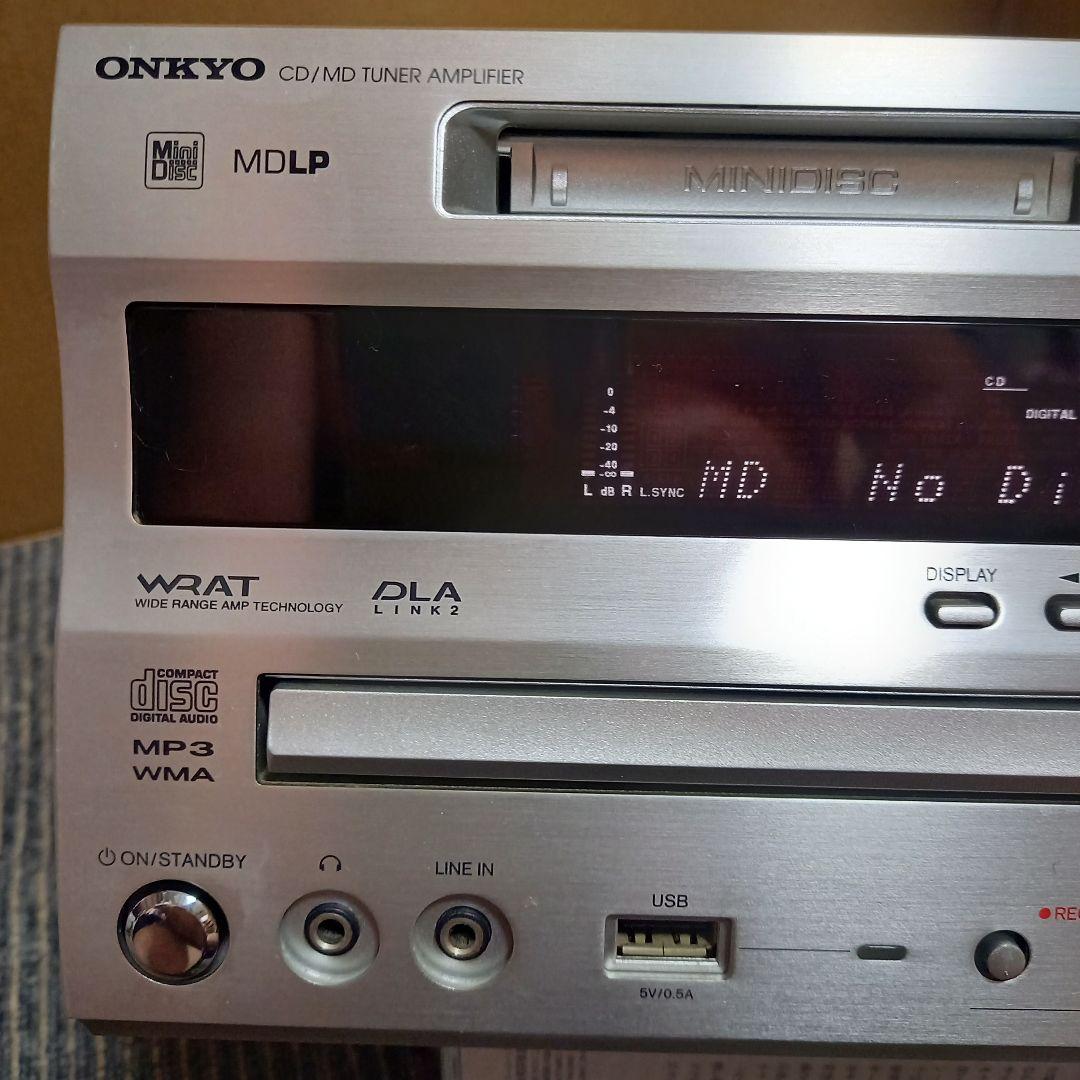 ONKYO CD/MD TUNER AMPLIFIER
Mini Disc MDLP
MINIDISC
CD
DIGITAL
0
-4
-10
-20
-40
-∞
L dB R L.SYNC MD No Di
WRAT
WIDE RANGE AMP TECHNOLOGY
DLA
LINK2
DISPLAY
COMPACT
disc
DIGITAL AUDIO
MP3
WMA
ON/STANDBY
LINE IN
USB
5V/0.5A
REC